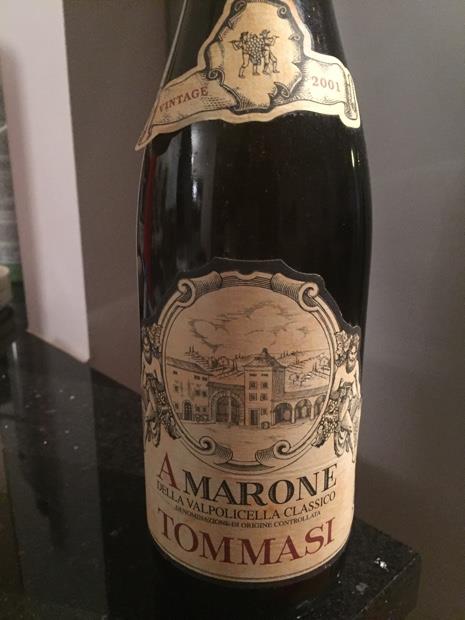 VINTAGE 2001
AMARONE
DELLA VALPOLICELLA CLASSICO
DENOMINAZIONE DI ORIGINE CONTROLLATA
TOMMASI